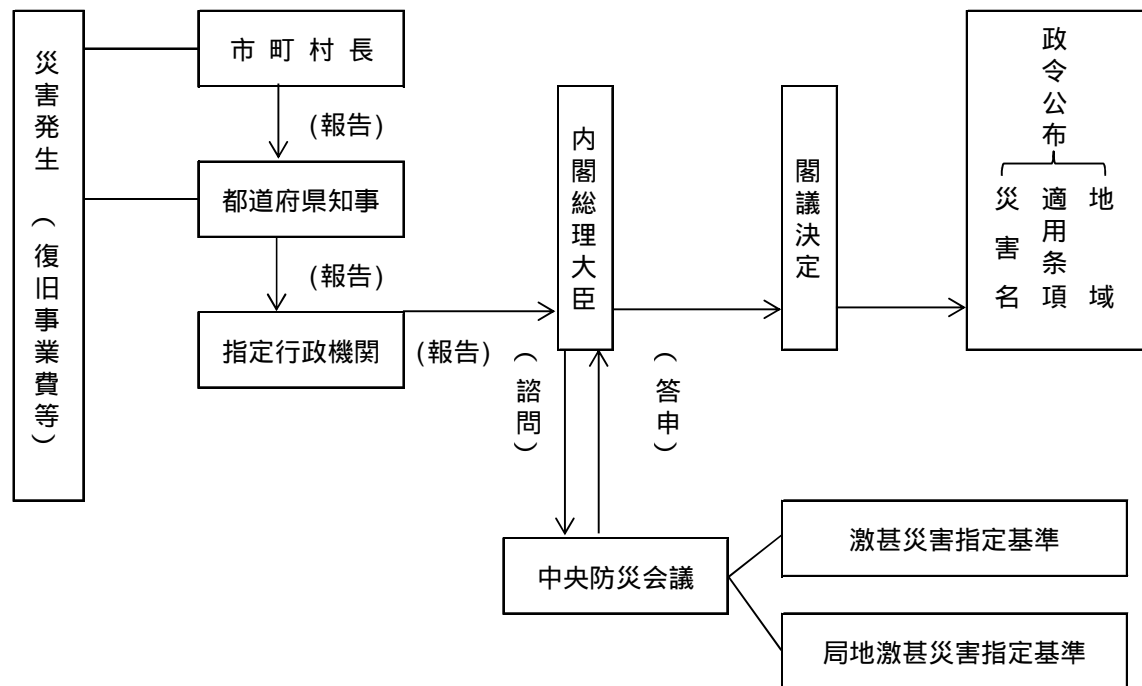 災害発生（復旧事業費等）
市町村長
(報告)
都道府県知事
(報告)
指定行政機関
(報告)
内閣総理大臣
（諮問）
（答申）
中央防災会議
激甚災害指定基準
局地激甚災害指定基準
閣議決定
政令公布
災害名
適用条項
地域